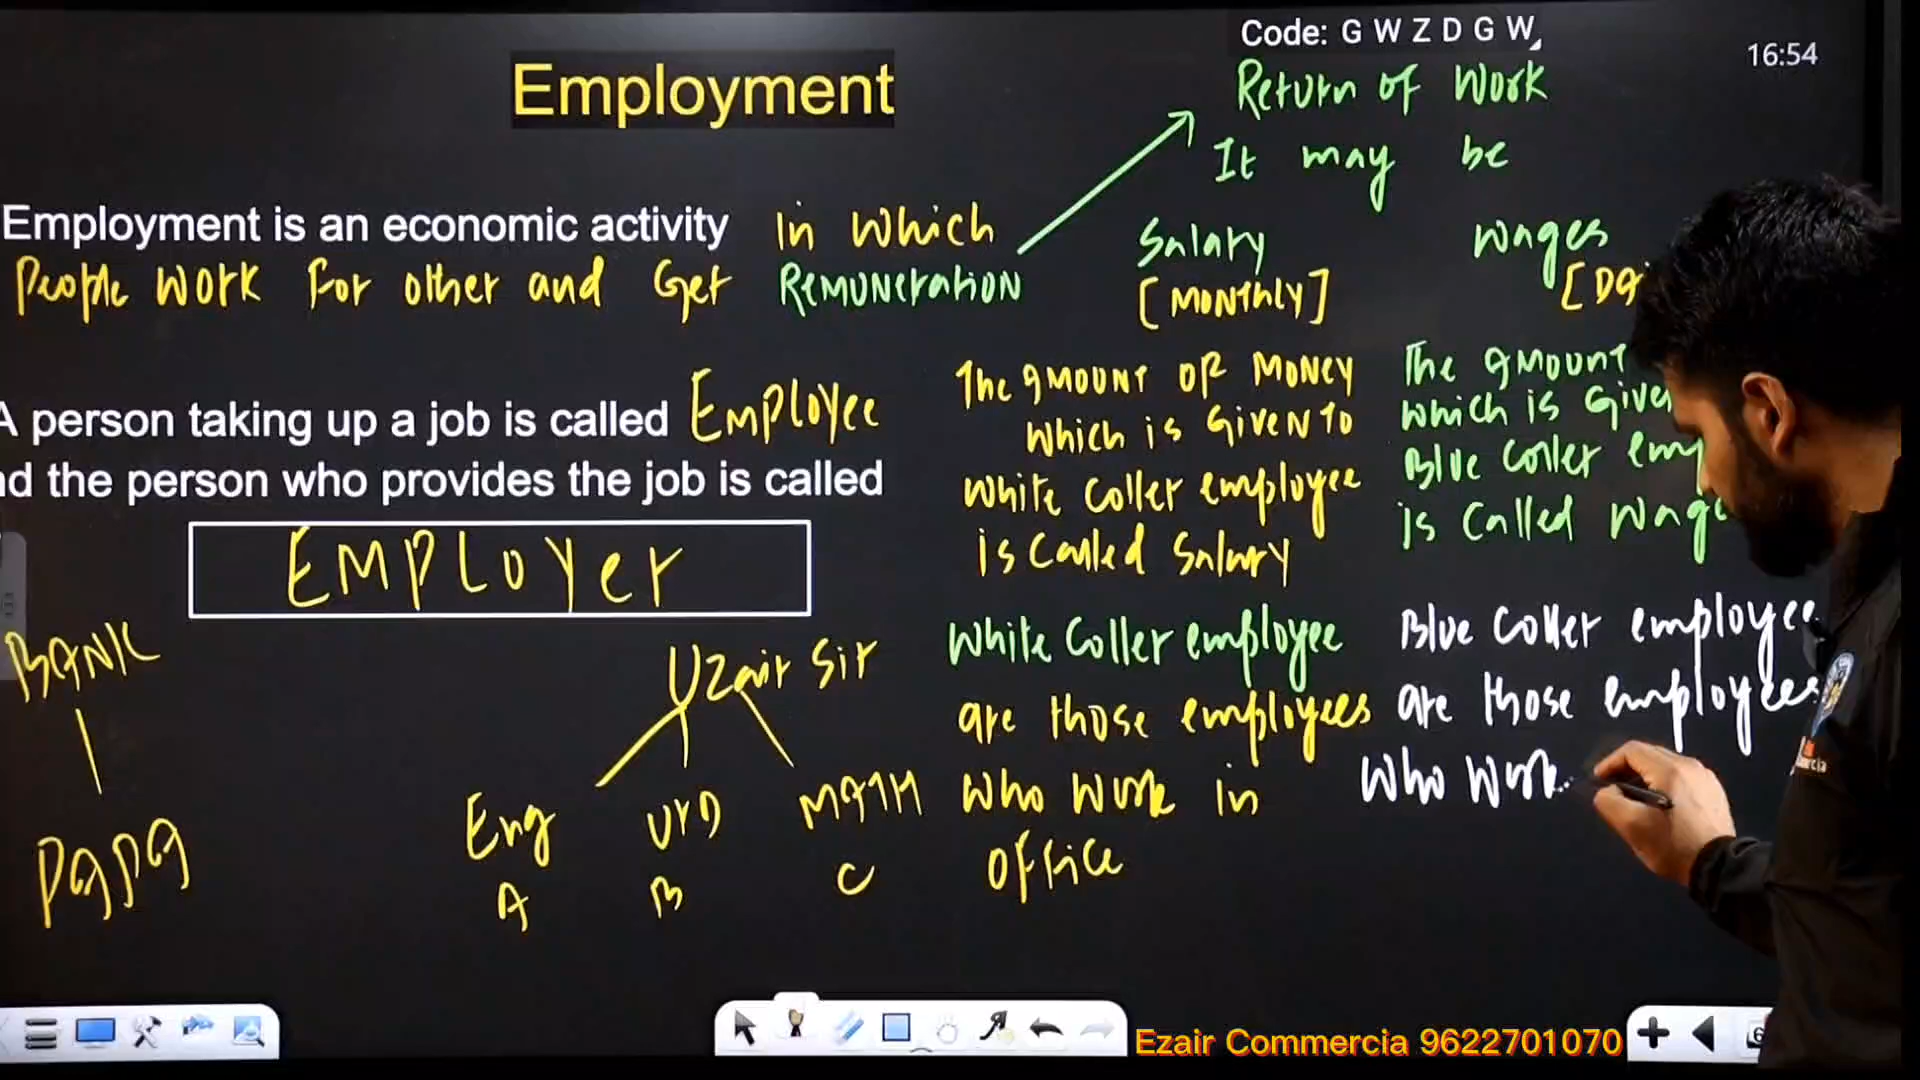 Code: G W Z D G W
16:54
Employment
Return of Work
It may be
Employment is an economic activity in which
People work for other and Get Remuneration
Salary
[Monthly]
wages
A person taking up a job is called Employee
the person who provides the job is called
Employer
The amount of money
which is given to
white coller employee
is called Salary
The amount
which is
Blue coller
is called
White Coller employee
are those employees
who work in
office
Blue Coller employee
are those employees
who work
BANK
PAPA
Uzair Sir
Eng
Urd
MATH
A
B
C
Ezair Commercia 9622701070